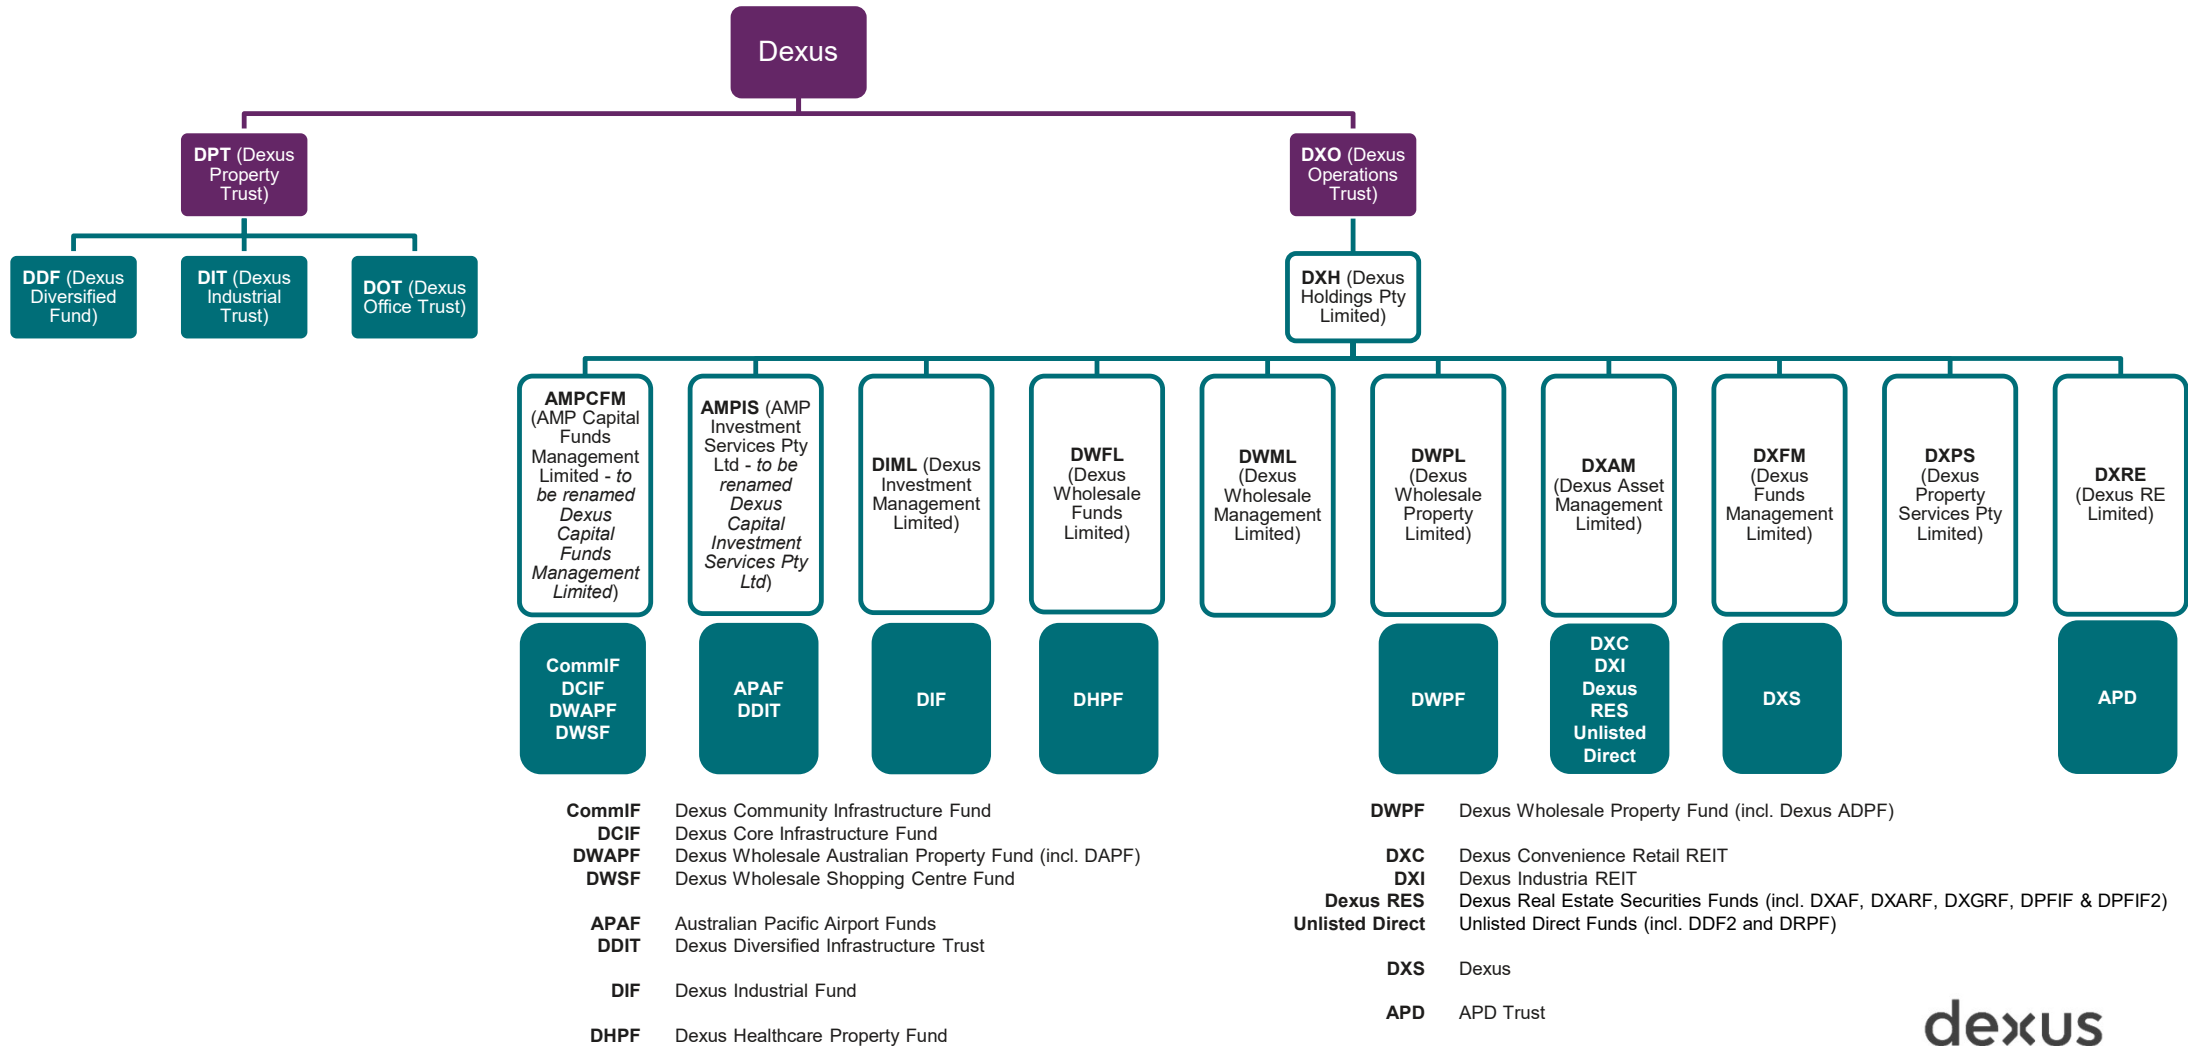 Dexus
DPT (Dexus
Property
Trust)
DXO (Dexus
Operations
Trust)
DDF (Dexus
Diversified
Fund)
DIT (Dexus
Industrial
Trust)
DOT (Dexus
Office Trust)
DXH (Dexus
Holdings Pty
Limited)
AMPCFM
(AMP Capital
Funds
Management
Limited - to
be renamed
Dexus
Capital
Funds
Management
Limited)
AMPIS (AMP
Investment
Services Pty
Ltd - to be
renamed
Dexus
Capital
Investment
Services Pty
Ltd)
DIML (Dexus
Investment
Management
Limited)
DWFL
(Dexus
Wholesale
Funds
Limited)
DWML
(Dexus
Wholesale
Management
Limited)
DWPL
(Dexus
Wholesale
Property
Limited)
DXAM
(Dexus Asset
Management
Limited)
DXFM
(Dexus
Funds
Management
Limited)
DXPS
(Dexus
Property
Services Pty
Limited)
DXRE
(Dexus RE
Limited)
CommIF
DCIF
DWAPF
DWSF
APAF
DDIT
DIF
DHPF
DWPF
DXC
DXI
Dexus
RES
Unlisted
Direct
DXS
APD
CommIF Dexus Community Infrastructure Fund
DCIF Dexus Core Infrastructure Fund
DWAPF Dexus Wholesale Australian Property Fund (incl. DAPF)
DWSF Dexus Wholesale Shopping Centre Fund
APAF Australian Pacific Airport Funds
DDIT Dexus Diversified Infrastructure Trust
DIF Dexus Industrial Fund
DHPF Dexus Healthcare Property Fund
DWPF Dexus Wholesale Property Fund (incl. Dexus ADPF)
DXC Dexus Convenience Retail REIT
DXI Dexus Industria REIT
Dexus RES Dexus Real Estate Securities Funds (incl. DXAF, DXARF, DXGRF, DPFIF & DPFIF2)
Unlisted Direct Unlisted Direct Funds (incl. DDF2 and DRPF)
DXS Dexus
APD APD Trust
dexus